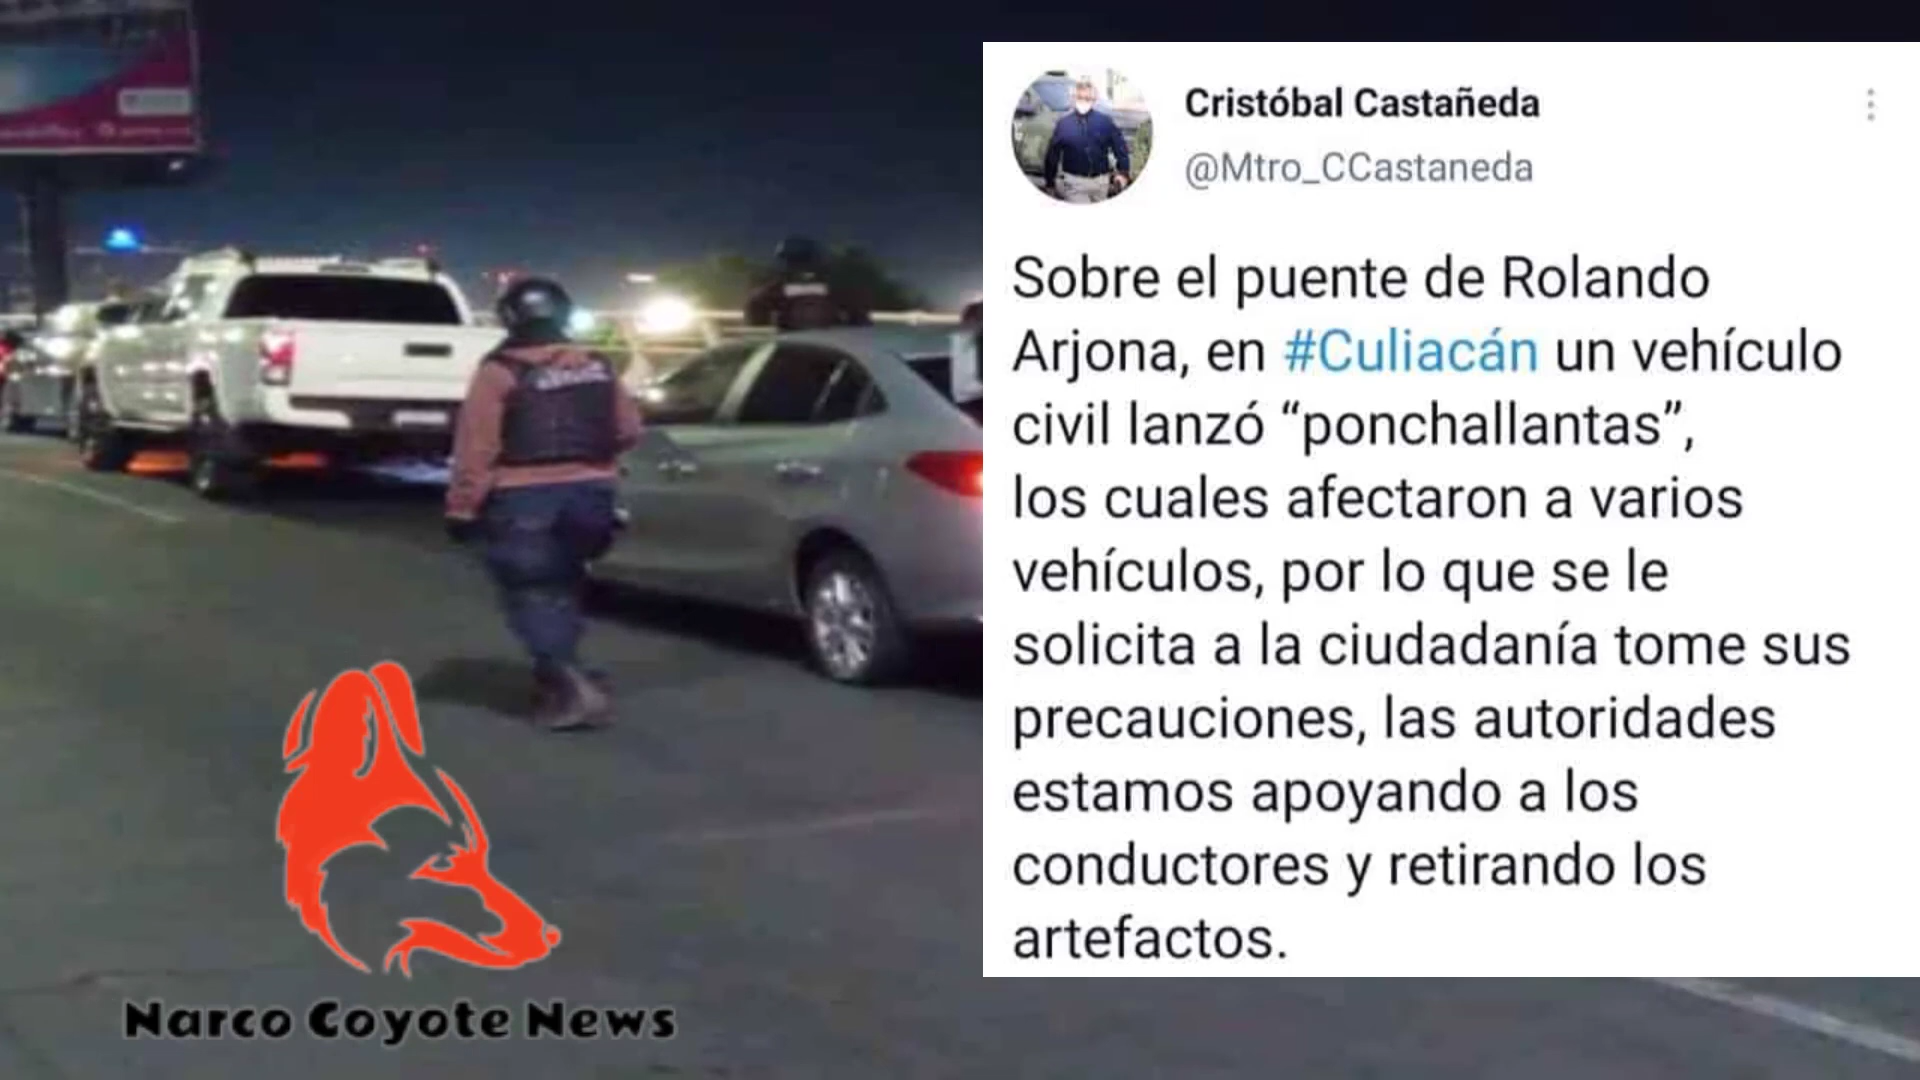 Cristóbal Castañeda
@Mtro_CCastaneda
Sobre el puente de Rolando
Arjona, en #Culiacán un vehículo
civil lanzó “ponchallantas”,
los cuales afectaron a varios
vehículos, por lo que se le
solicita a la ciudadanía tome sus
precauciones, las autoridades
estamos apoyando a los
conductores y retirando los
artefactos.
Narco Coyote News